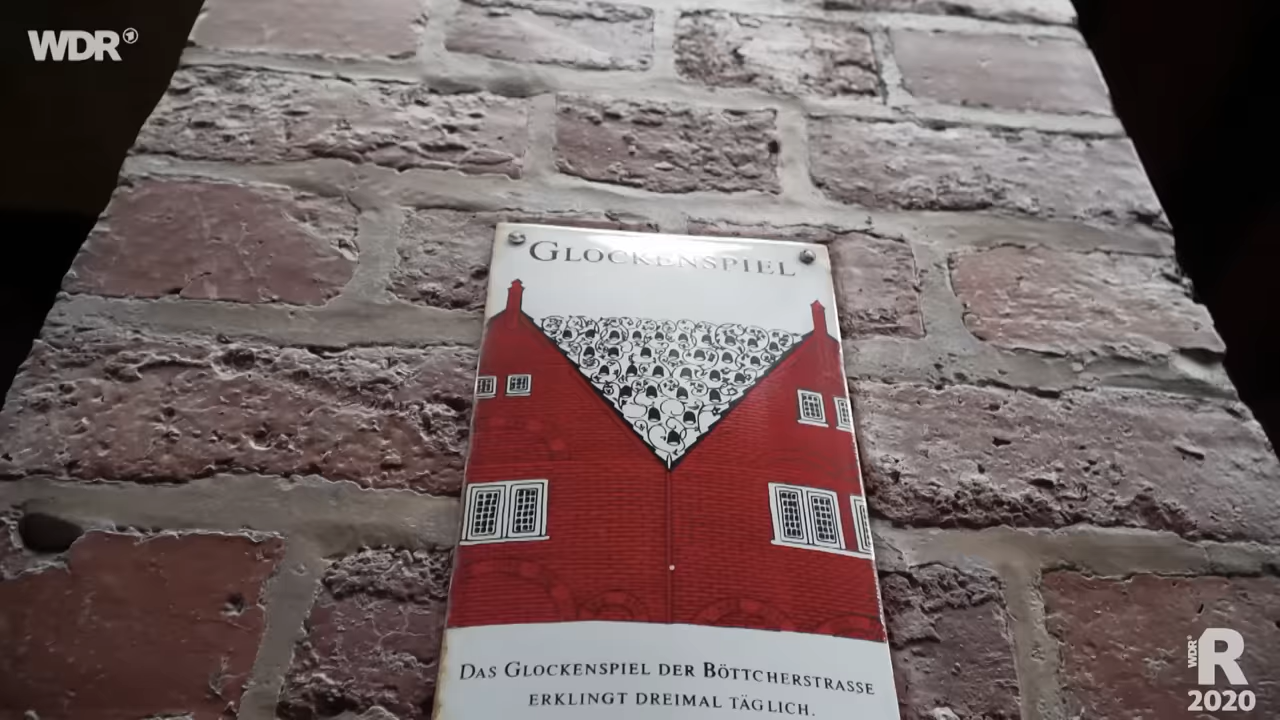 WDR
GLOCKENSPIEL
DAS GLOCKENSPIEL DER BÖTTCHERSTRASSE
ERKLINGT DREIMAL TÄGLICH.
WDR R
2020